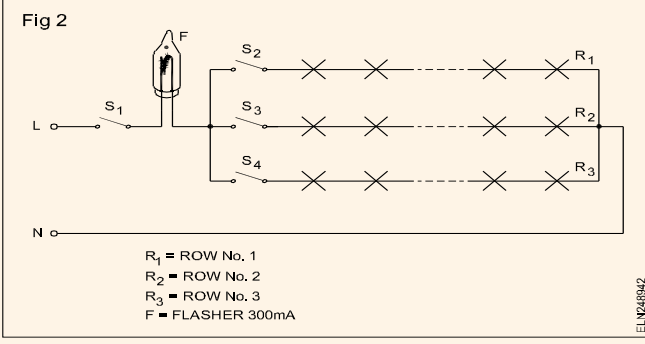 Fig 2
F
S2
R1
L
S1
S3
R2
S4
R3
N
R1 = ROW No. 1
R2 = ROW No. 2
R3 = ROW No. 3
F = FLASHER 300mA
ELN248942